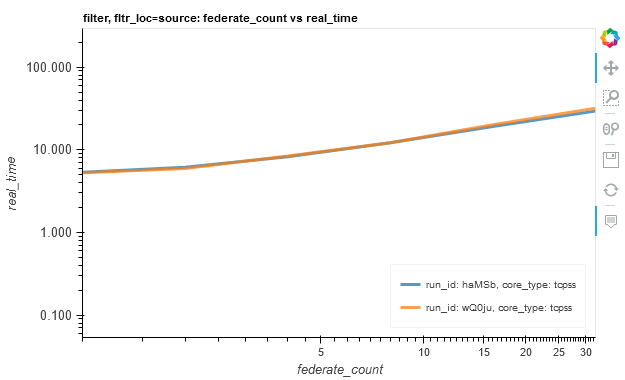 filter, fltr_loc=source: federate_count vs real_time
100.000
10.000
1.000
0.100
real_time
run_id: haMSb, core_type: tcpss
run_id: wQ0ju, core_type: tcpss
5
10
15
20
25
30
federate_count